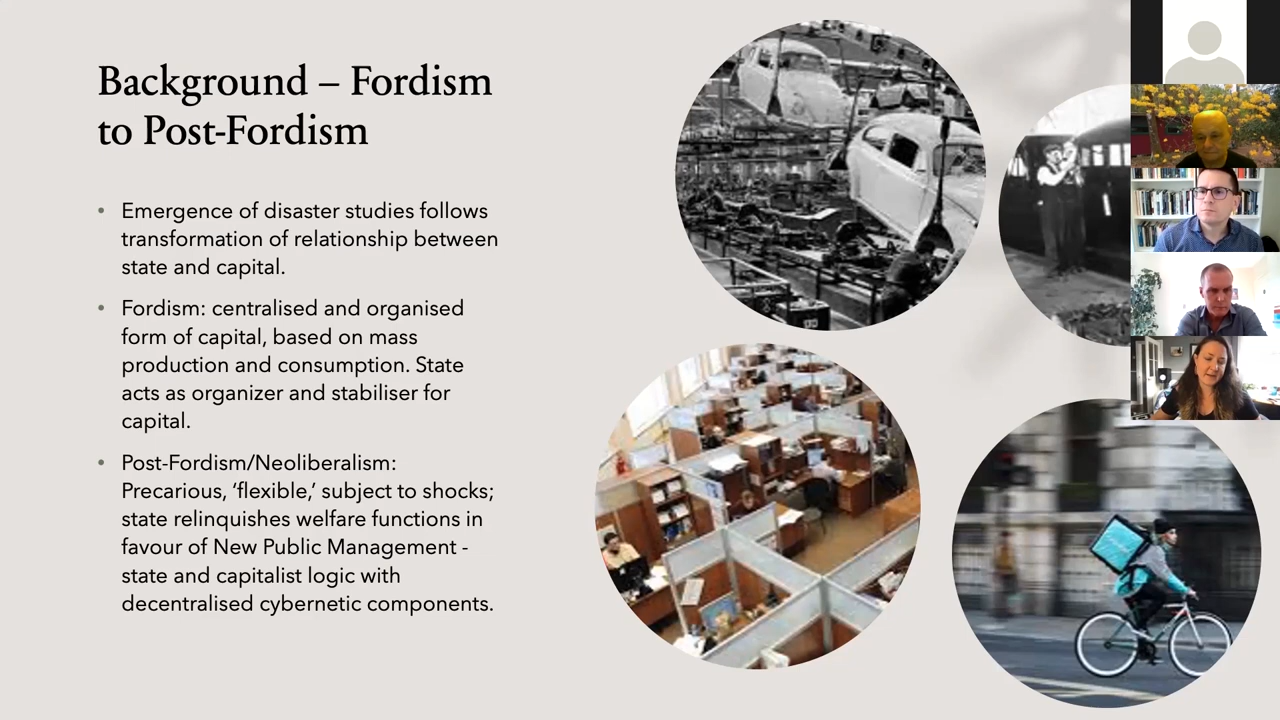 Background – Fordism
to Post-Fordism
• Emergence of disaster studies follows
transformation of relationship between
state and capital.
• Fordism: centralised and organised
form of capital, based on mass
production and consumption. State
acts as organizer and stabiliser for
capital.
• Post-Fordism/Neoliberalism:
Precarious, ‘flexible,’ subject to shocks;
state relinquishes welfare functions in
favour of New Public Management -
state and capitalist logic with
decentralised cybernetic components.